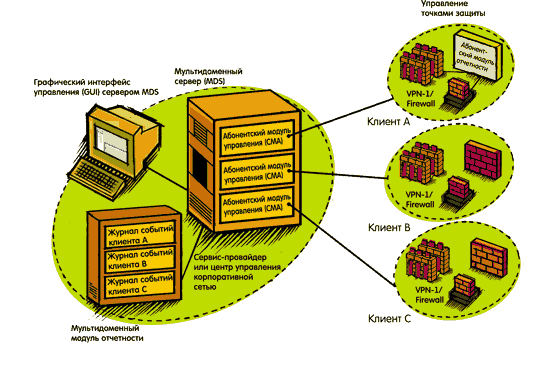 Управление
точками защиты
Графический интерфейс
управления (GUI) сервером MDS
Мультидоменный
сервер (MDS)
Абонент-
ский модуль
отчетности
VPN-1/
Firewall
Клиент A
Абонентский модуль
управления (CMA)
Абонентский модуль
управления (CMA)
Абонентский модуль
управления (CMA)
VPN-1/
Firewall
Клиент B
Журнал событий
клиента A
Журнал событий
клиента B
Журнал событий
клиента C
Сервис-провайдер
или центр управления
корпоративной
сетью
VPN-1/
Firewall
Клиент C
Мультидоменный
модуль отчетности